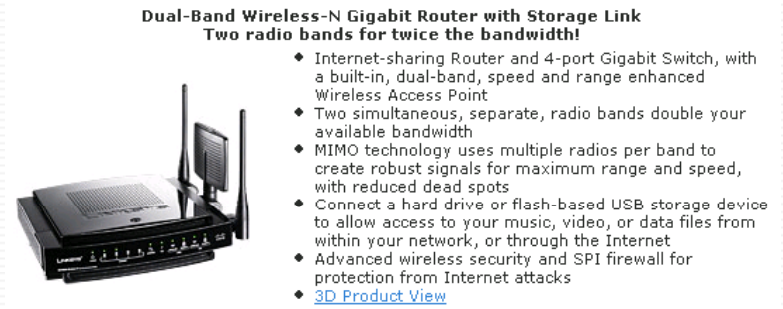 Dual-Band Wireless-N Gigabit Router with Storage Link
Two radio bands for twice the bandwidth!
Internet-sharing Router and 4-port Gigabit Switch, with
a built-in, dual-band, speed and range enhanced
Wireless Access Point
Two simultaneous, separate, radio bands double your
available bandwidth
MIMO technology uses multiple radios per band to
create robust signals for maximum range and speed,
with reduced dead spots
Connect a hard drive or flash-based USB storage device
to allow access to your music, video, or data files from
within your network, or through the Internet
Advanced wireless security and SPI firewall for
protection from Internet attacks
3D Product View
LINKSYS